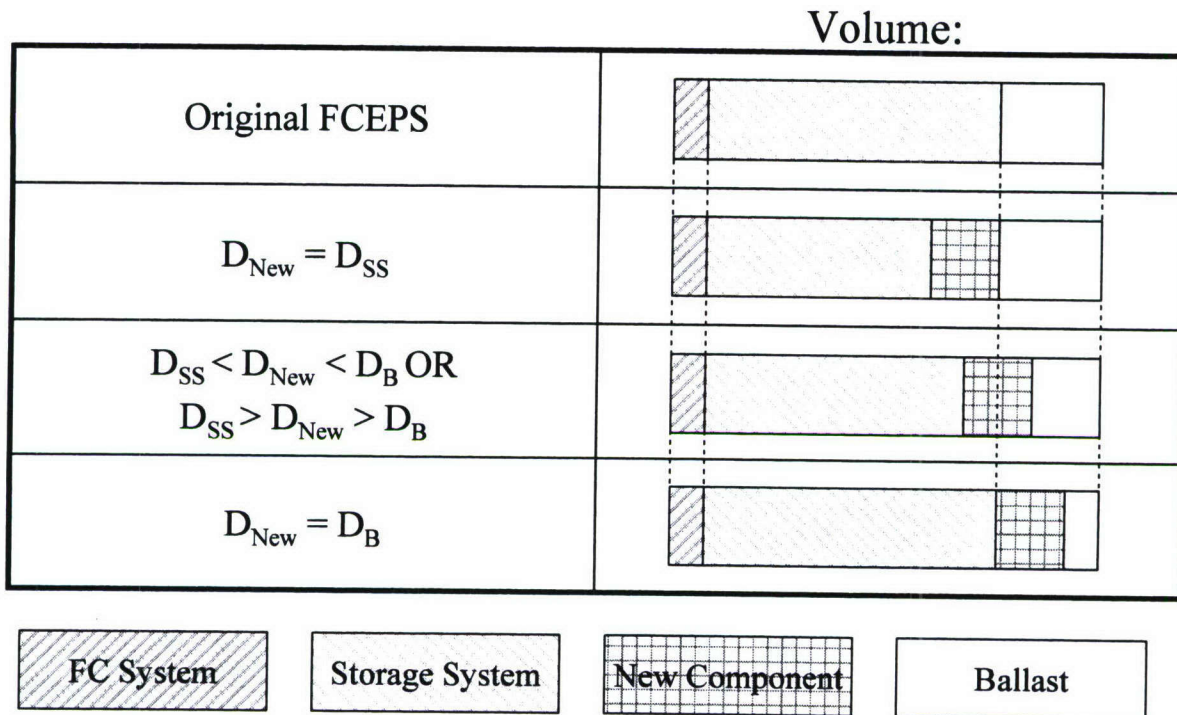 Volume:
Original FCEPS
D_New = D_SS
D_SS < D_New < D_B OR
D_SS > D_New > D_B
D_New = D_B
FC System
Storage System
New Component
Ballast